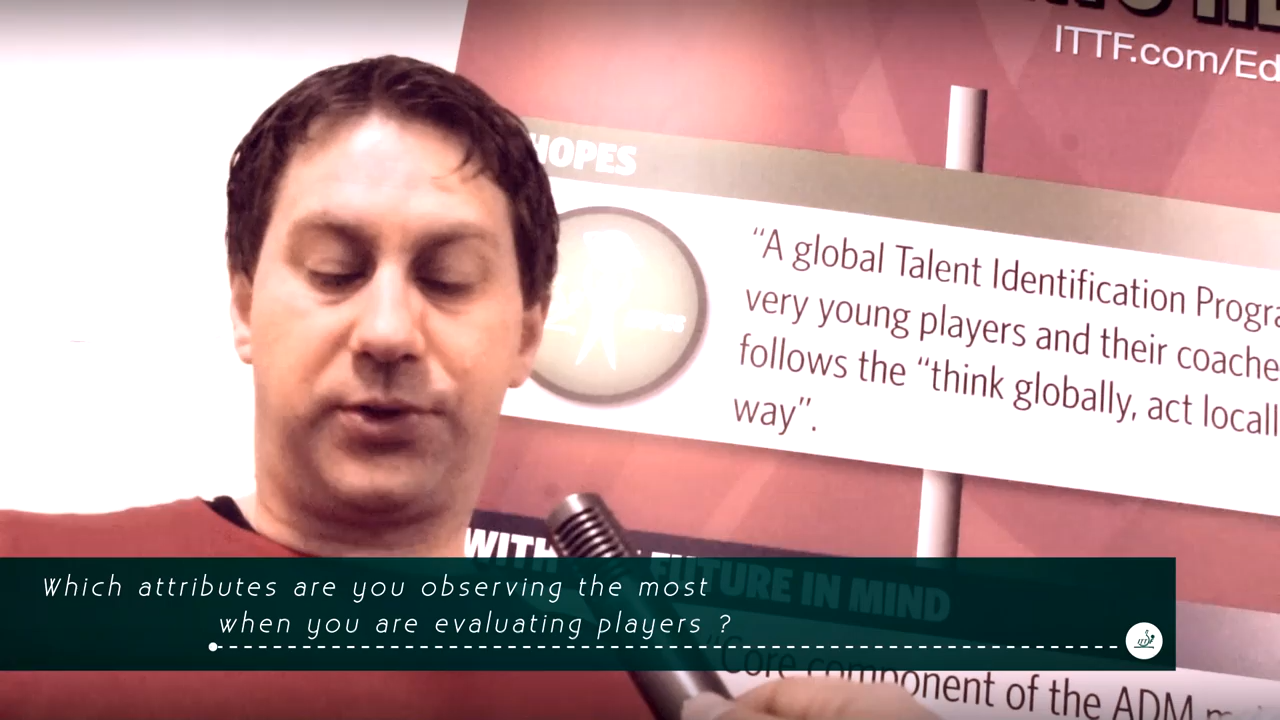 ITTF.com/Ed
HOPES
“A global Talent Identification Progra
very young players and their coache
follows the “think globally, act locall
way”.
WITH FUTURE IN MIND
Which attributes are you observing the most
when you are evaluating players ?
“Core component of the ADM